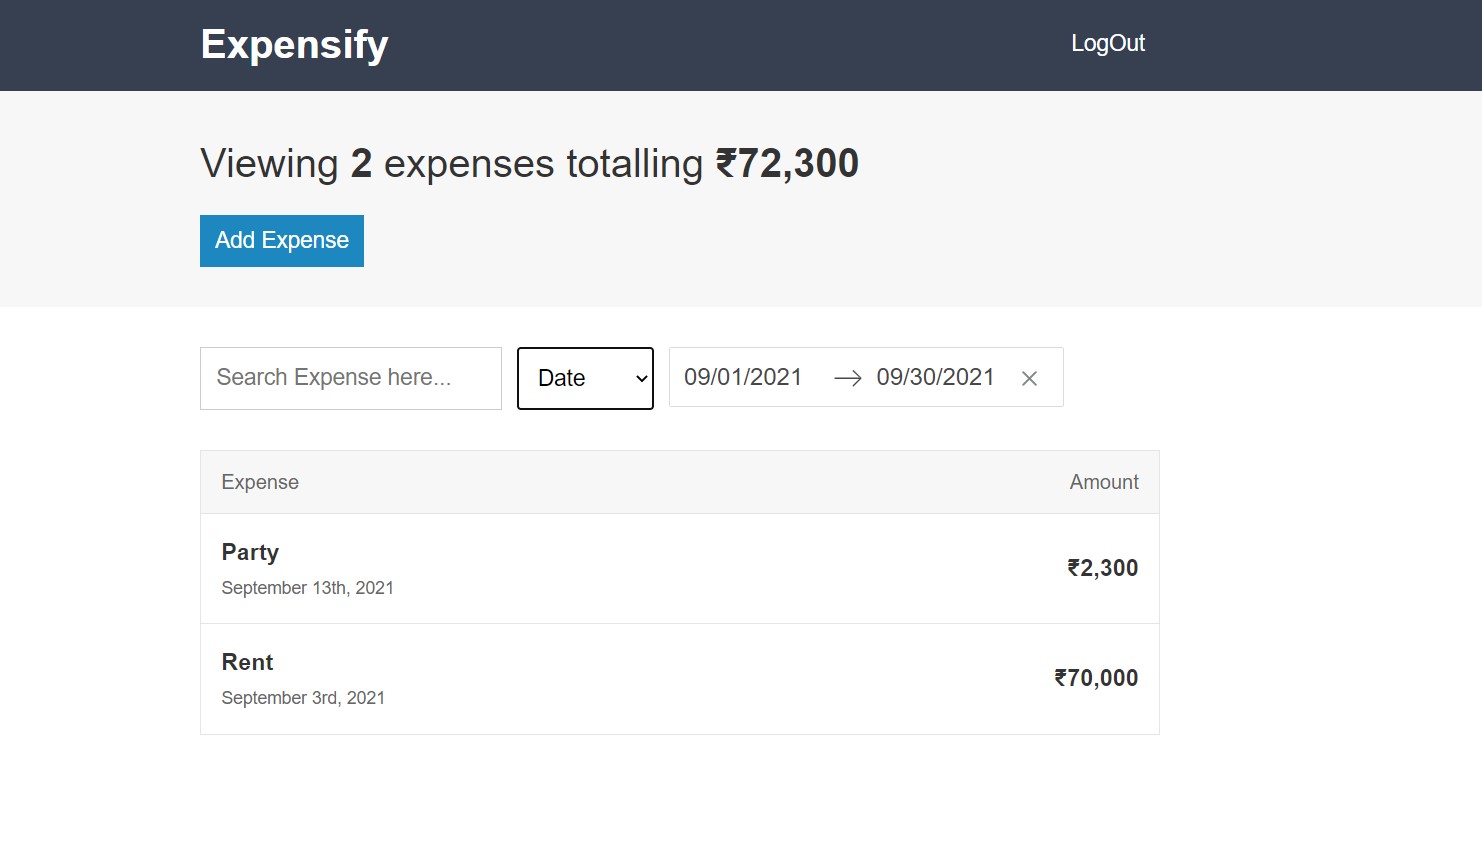 Expensify LogOut
Viewing 2 expenses totalling ₹72,300
Add Expense
Search Expense here... Date 09/01/2021 09/30/2021
Expense Amount
Party
September 13th, 2021
₹2,300
Rent
September 3rd, 2021
₹70,000